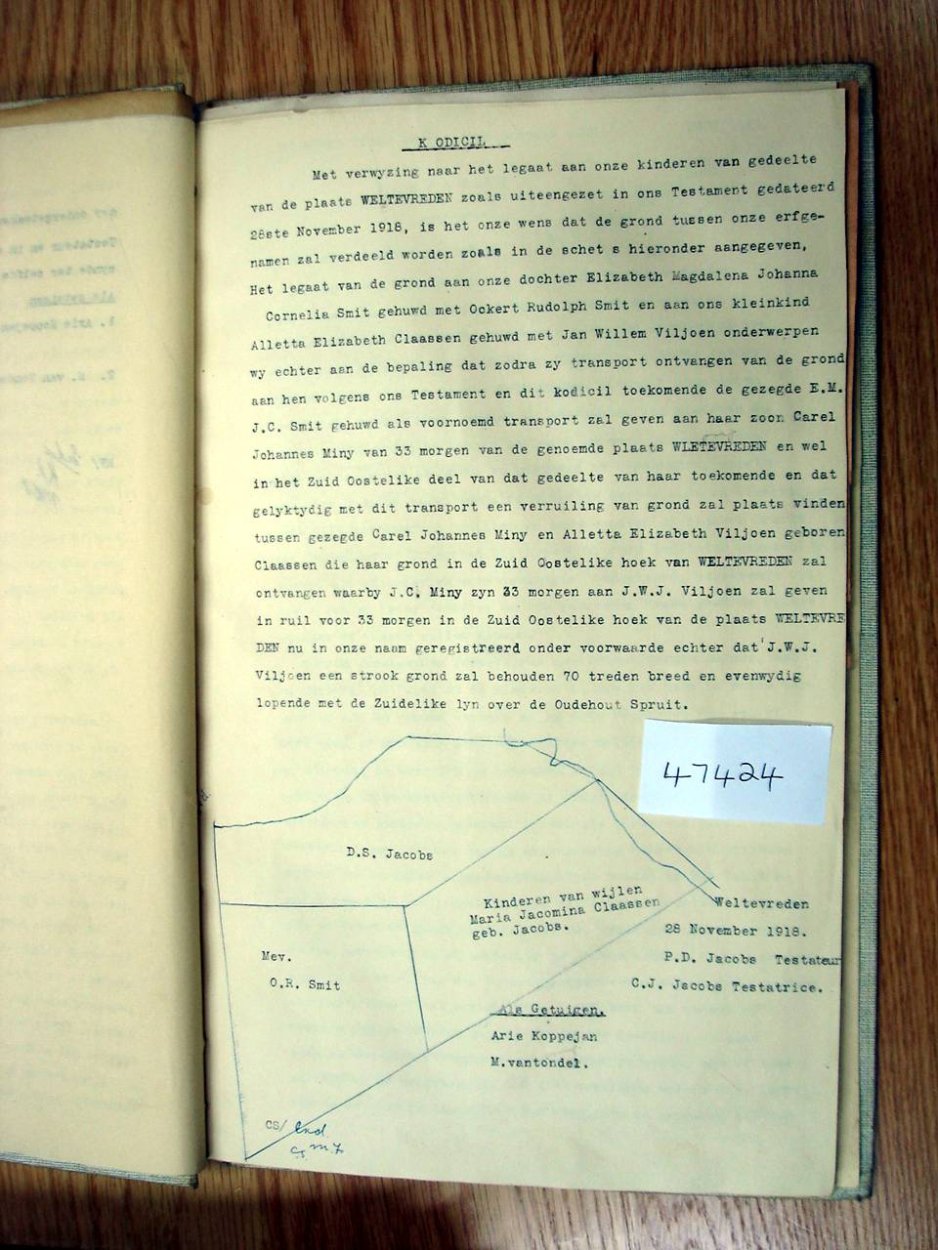 K ODICIL
Met verwyzing naar het legaat aan onze kinderen van gedeelte
van de plaats WELTEVREDEN zoals uiteengezet in ons Testament gedateerd
28ste November 1918, is het onze wens dat de grond tussen onze erfge-
namen zal verdeeld worden zoals in de schet s hieronder aangegeven,
Het legaat van de grond aan onze dochter Elizabeth Magdalena Johanna
Cornelia Smit gehuwd met Ockert Rudolph Smit en aan ons kleinkind
Alletta Elizabeth Claassen gehuwd met Jan Willem Viljoen onderwerpen
wy echter aan de bepaling dat zodra zy transport ontvangen van de grond
aan hen volgens ons Testament en dit kodicil toekomende de gezegde E.M.
J.C. Smit gehuwd als voornoemd transport zal geven aan haar zoon Carel
Johannes Miny van 33 morgen van de genoemde plaats WLETEVREDEN en wel
in het Zuid Oostelike deel van dat gedeelte van haar toekomende en dat
gelyktydig met dit transport een verruiling van grond zal plaats vinden
tussen gezegde Carel Johannes Miny en Alletta Elizabeth Viljoen geboren
Claassen die haar grond in de Zuid Oostelike hoek van WELTEVREDEN zal
ontvangen waarby J.C. Miny zyn 33 morgen aan J.W.J. Viljoen zal geven
in ruil voor 33 morgen in de Zuid Oostelike hoek van de plaats WELTEVRE
DEN nu in onze naam geregistreerd onder voorwaarde echter dat J.W.J.
Viljoen een strook grond zal behouden 70 treden breed en evenwydig
lopende met de Zuidelike lyn over de Oudehout Spruit.
47424
D.S. Jacobs
Kinderen van wijlen
Maria Jacomina Claassen
geb. Jacobs.
Weltevreden
28 November 1918.
Mev.
O.R. Smit
P.D. Jacobs Testateur
C.J. Jacobs Testatrice.
Als Getuigen.
Arie Koppejan
M.vantondel.
CS/